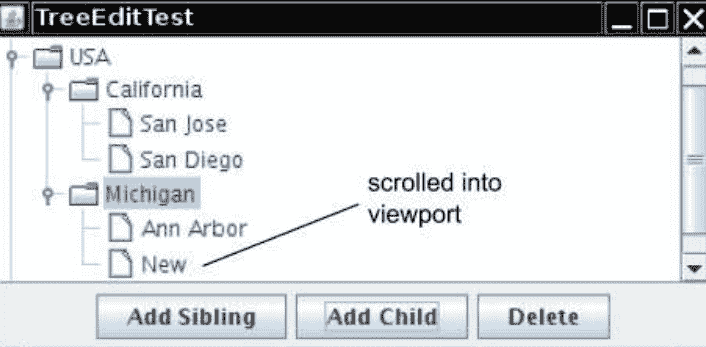 TreeEditTest
USA
California
San Jose
San Diego
Michigan
Ann Arbor
New
scrolled into
viewport
Add Sibling
Add Child
Delete